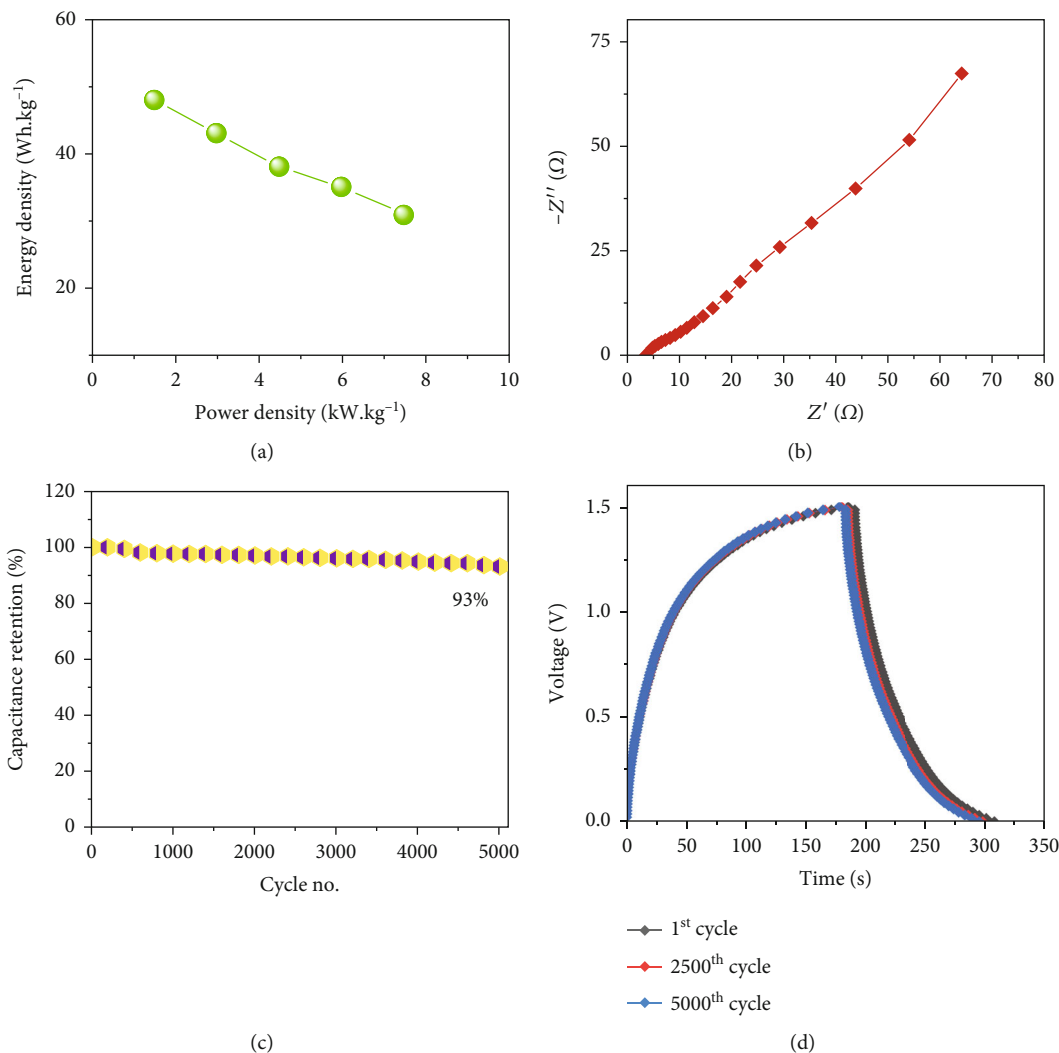 60
40
20
Energy density (Wh.kg⁻¹)
0 2 4 6 8 10
Power density (kW.kg⁻¹)
(a)
75
50
25
0
–Z′′ (Ω)
0 10 20 30 40 50 60 70 80
Z′ (Ω)
(b)
120
100
80
60
40
20
0
Capacitance retention (%)
93%
0 1000 2000 3000 4000 5000
Cycle no.
(c)
1.5
1.0
0.5
0.0
Voltage (V)
0 50 100 150 200 250 300 350
Time (s)
1st cycle
2500th cycle
5000th cycle
(d)